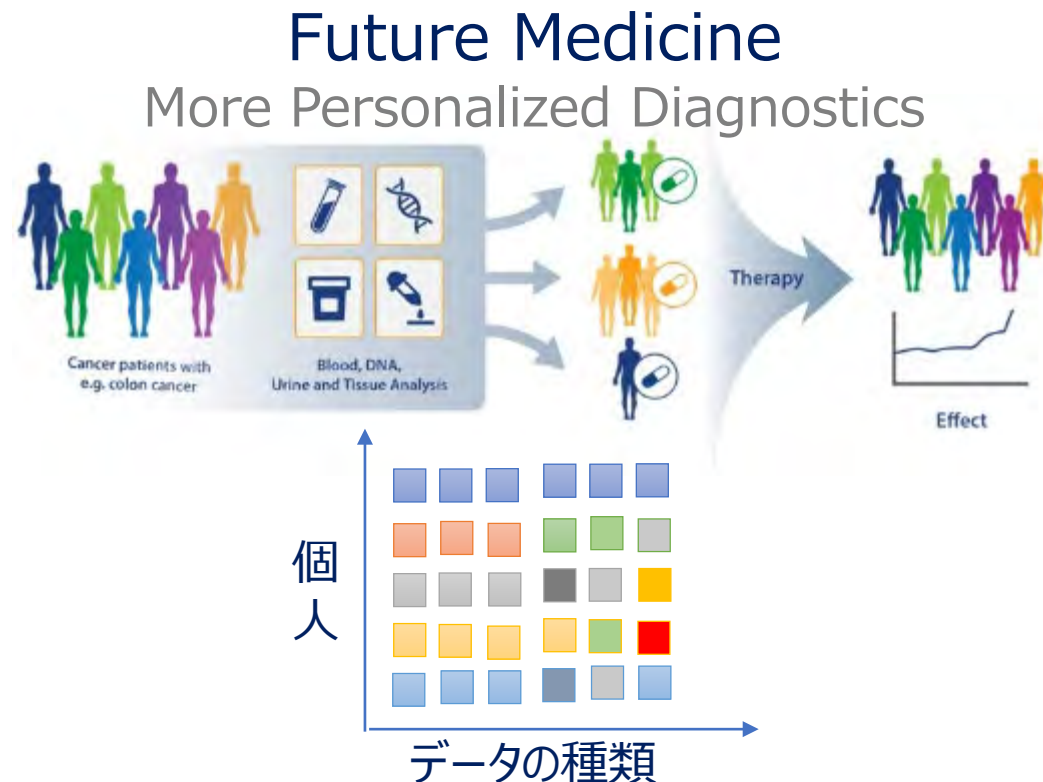 Future Medicine
More Personalized Diagnostics
Cancer patients with
e.g. colon cancer
Blood, DNA,
Urine and Tissue Analysis
Therapy
Effect
個
人
データの種類